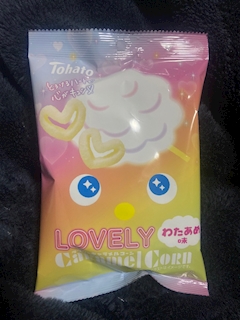 Tohato
LOVELY
わたあめ
味
Caramel Corn